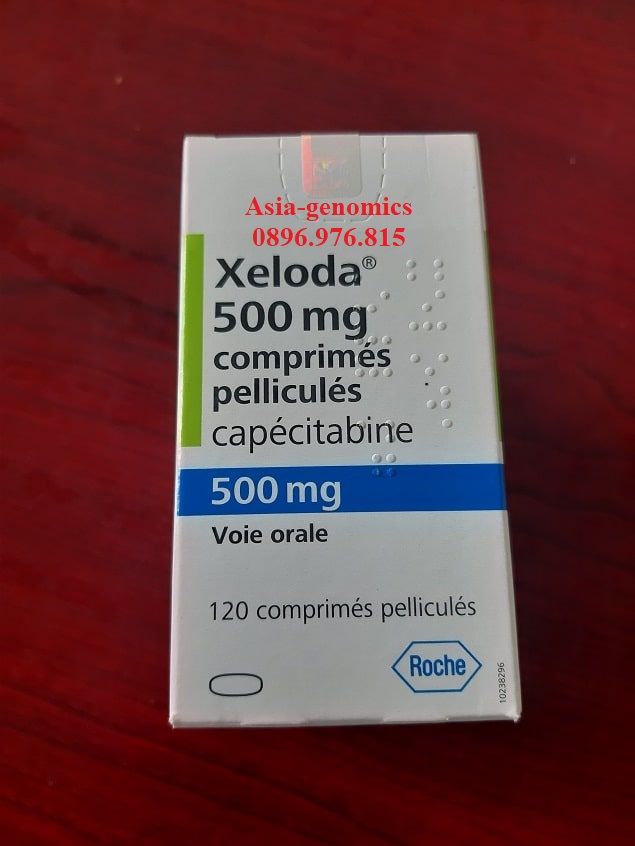 Asia-genomics
0896.976.815
Xeloda®
500 mg
comprimés
pelliculés
capécitabine
500 mg
Voie orale
120 comprimés pelliculés
Roche
10238296